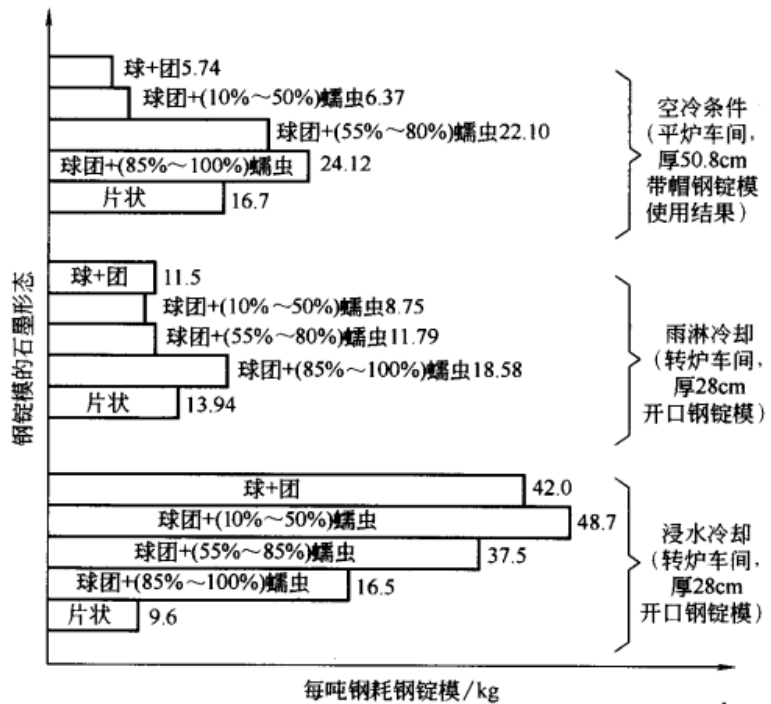 球+团5.74
球团+(10%～50%)蠕虫6.37
球团+(55%～80%)蠕虫22.10
球团+(85%～100%)蠕虫 24.12
片状 16.7
空冷条件
(平炉车间,
厚50.8cm
带帽钢锭模
使用结果)
球+团 11.5
球团+(10%～50%)蠕虫8.75
球团+(55%～80%)蠕虫11.79
球团+(85%～100%)蠕虫18.58
片状 13.94
雨淋冷却
(转炉车间,
厚28cm
开口钢锭模)
球+团 42.0
球团+(10%～50%)蠕虫 48.7
球团+(55%～85%)蠕虫 37.5
球团+(85%～100%)蠕虫 16.5
片状 9.6
浸水冷却
(转炉车间,
厚28cm
开口钢锭模)
钢锭模的石墨形态
每吨钢耗钢锭模/kg